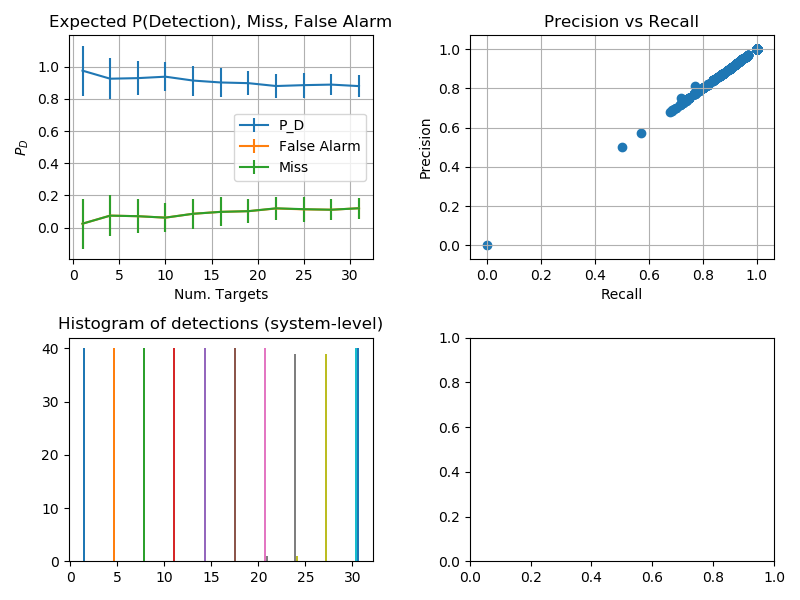 Expected P(Detection), Miss, False Alarm
1.0
0.8
0.6
0.4
0.2
0.0
P_D
P_D
False Alarm
Miss
0 5 10 15 20 25 30
Num. Targets
Precision vs Recall
1.0
0.8
0.6
0.4
0.2
0.0
Precision
0.0 0.2 0.4 0.6 0.8 1.0
Recall
Histogram of detections (system-level)
40
30
20
10
0
0 5 10 15 20 25 30
1.0
0.8
0.6
0.4
0.2
0.0
0.0 0.2 0.4 0.6 0.8 1.0